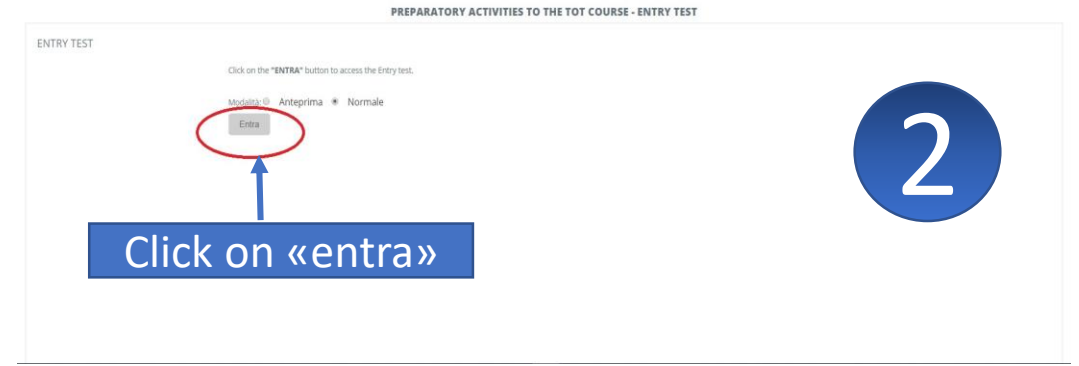 PREPARATORY ACTIVITIES TO THE TOT COURSE - ENTRY TEST
ENTRY TEST
Click on the "ENTRA" button to access the Entry test.
Modalità: Anteprima Normale
Entra
2
Click on «entra»